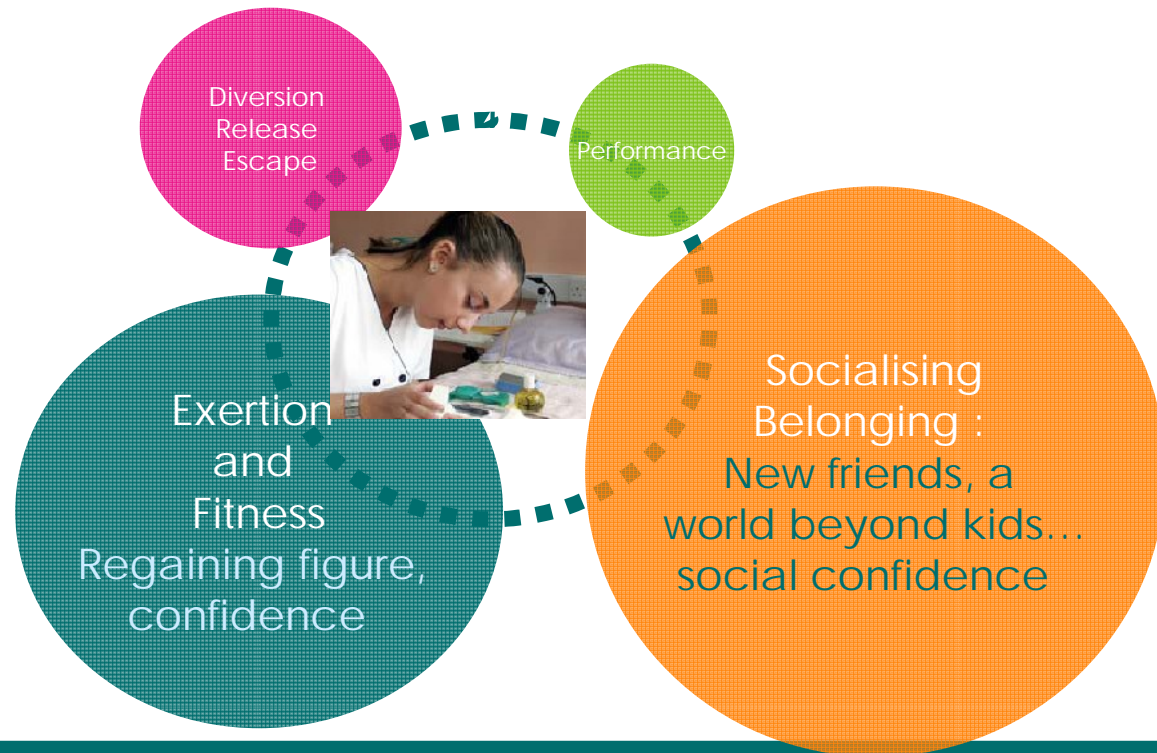 Diversion
Release
Escape
Performance
Exertion
and
Fitness
Regaining figure,
confidence
Socialising
Belonging :
New friends, a
world beyond kids...
social confidence